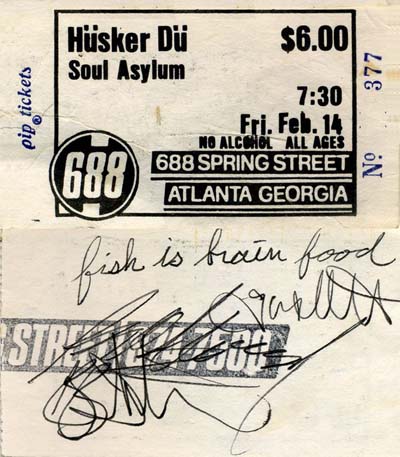 Hüsker Dü $6.00
Soul Asylum
7:30
Fri. Feb. 14
NO ALCOHOL ALL AGES
688
688 SPRING STREET
ATLANTA GEORGIA
pip® tickets
No 377
fish is brain food